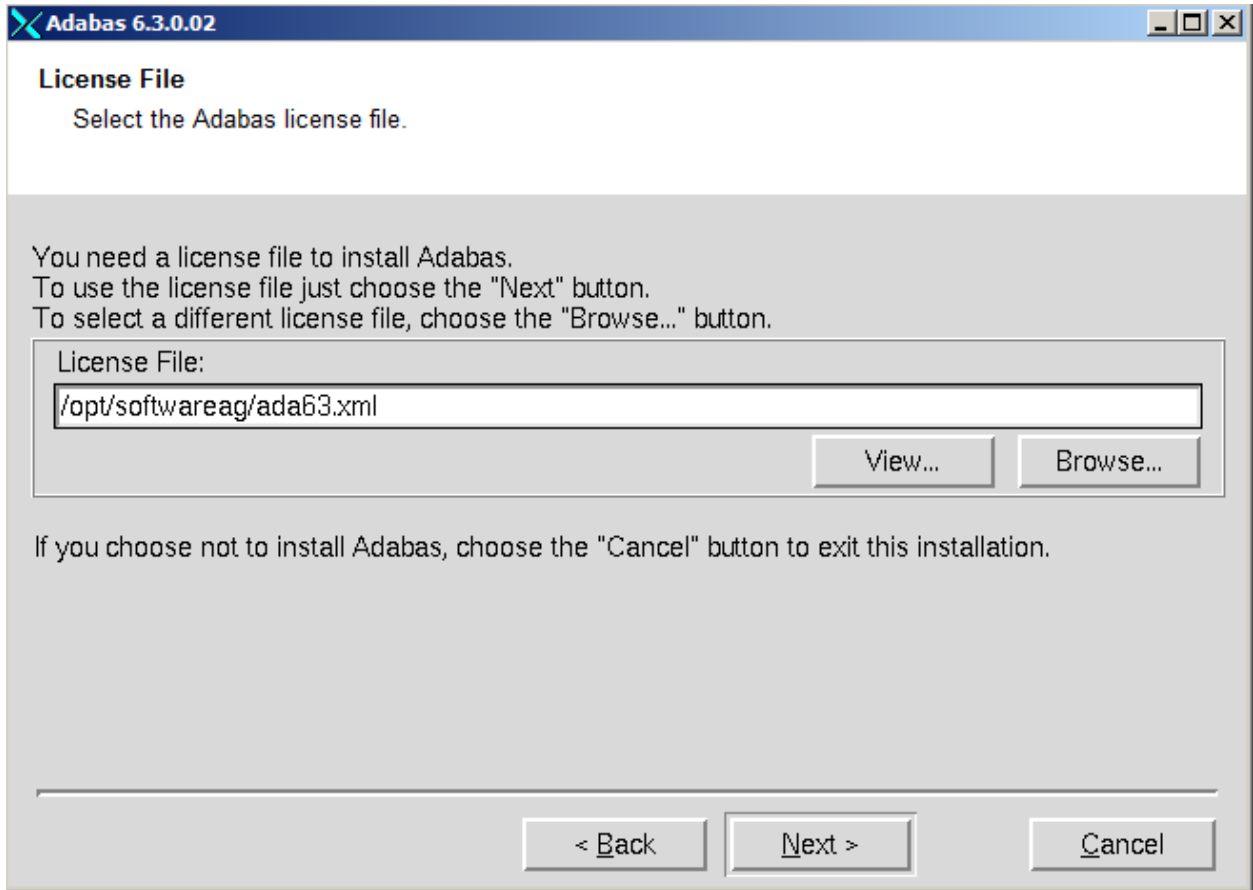 Adabas 6.3.0.02
License File
Select the Adabas license file.
You need a license file to install Adabas.
To use the license file just choose the "Next" button.
To select a different license file, choose the "Browse..." button.
License File:
/opt/softwareag/ada63.xml
View...
Browse...
If you choose not to install Adabas, choose the "Cancel" button to exit this installation.
< Back
Next >
Cancel